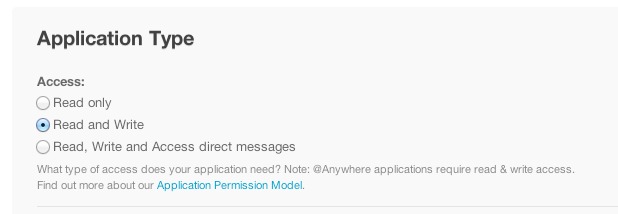 Application Type
Access:
Read only
Read and Write
Read, Write and Access direct messages
What type of access does your application need? Note: @Anywhere applications require read & write access.
Find out more about our Application Permission Model.